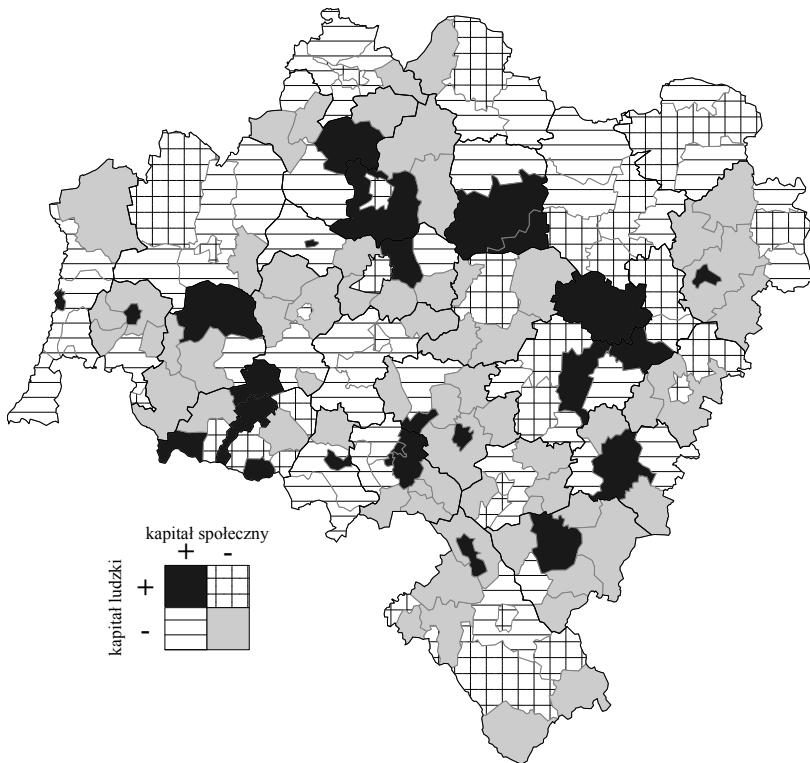 kapitał społeczny
+ -
kapitał ludzki
+
-